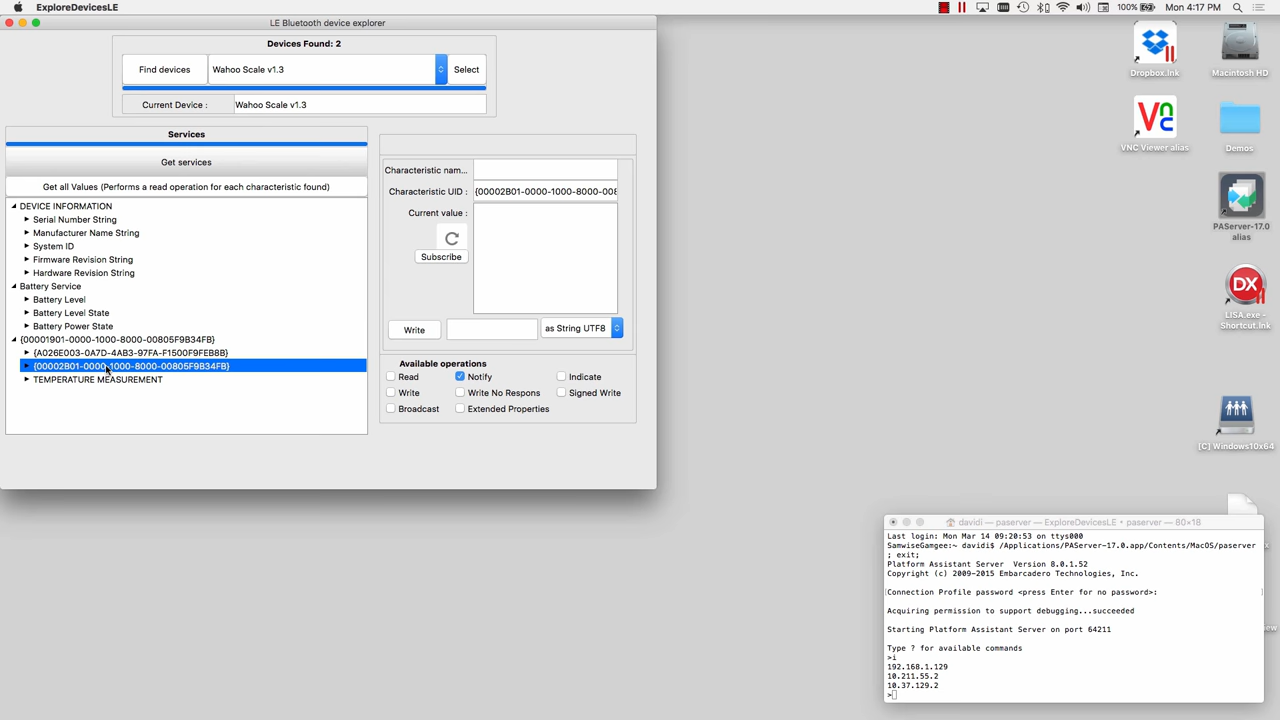 ExploreDevicesLE
100%
Mon 4:17 PM
LE Bluetooth device explorer
Devices Found: 2
Find devices
Wahoo Scale v1.3
Select
Current Device :
Wahoo Scale v1.3
Services
Get services
Get all Values (Performs a read operation for each characteristic found)
DEVICE INFORMATION
Serial Number String
Manufacturer Name String
System ID
Firmware Revision String
Hardware Revision String
Battery Service
Battery Level
Battery Level State
Battery Power State
{00001901-0000-1000-8000-00805F9B34FB}
{A026E003-0A7D-4AB3-97FA-F1500F9FEB8B}
{00002B01-0000-1000-8000-00805F9B34FB}
TEMPERATURE MEASUREMENT
Characteristic nam...
Characteristic UID :
{00002B01-0000-1000-8000-008
Current value :
Subscribe
Write
as String UTF8
Available operations
Read
Notify
Indicate
Write
Write No Respons
Signed Write
Broadcast
Extended Properties
Dropbox.lnk
Macintosh HD
VNC
VNC Viewer alias
Demos
PAServer-17.0
alias
DX
LISA.exe -
Shortcut.lnk
[C] Windows10x64
davidi — paserver — ExploreDevicesLE • paserver — 80×18
Last login: Mon Mar 14 09:20:53 on ttys000
SamwiseGamgee:~ davidi$ /Applications/PAServer-17.0.app/Contents/MacOS/paserver
; exit;
Platform Assistant Server  Version 8.0.1.52
Copyright (c) 2009-2015 Embarcadero Technologies, Inc.
Connection Profile password <press Enter for no password>:
Acquiring permission to support debugging...succeeded
Starting Platform Assistant Server on port 64211
Type ? for available commands
>i
192.168.1.129
10.211.55.2
10.37.129.2
>